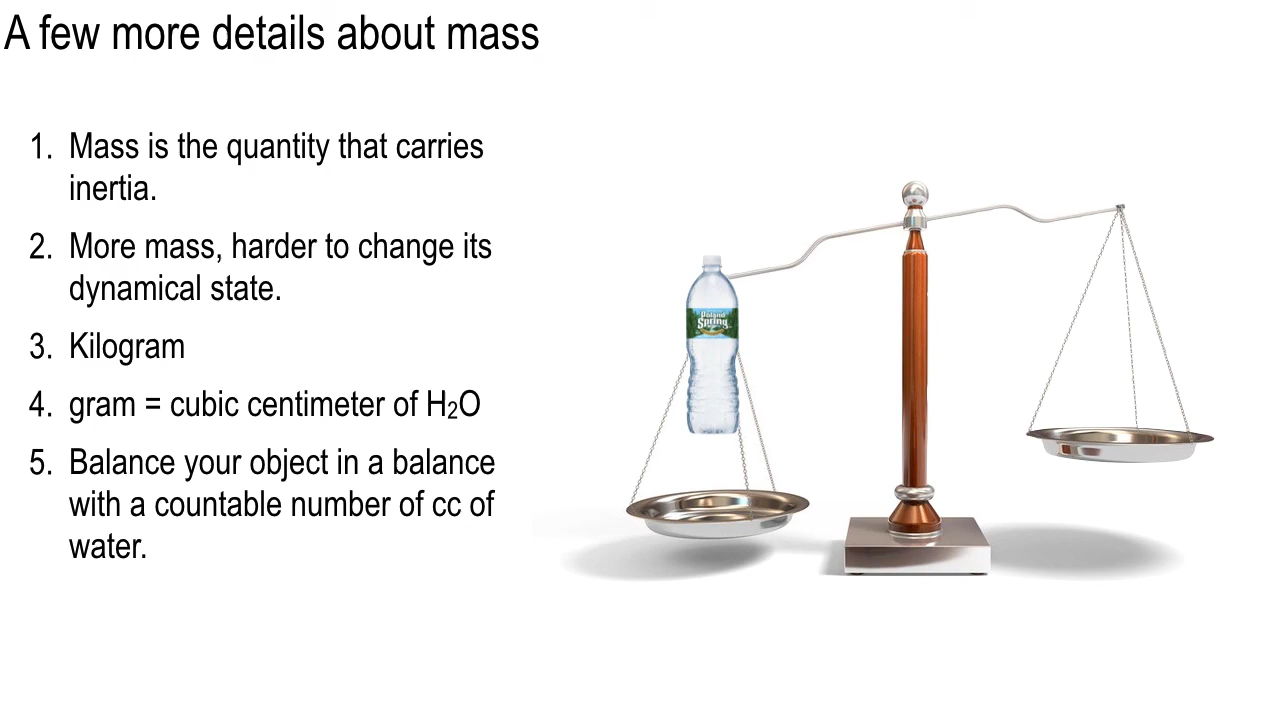 A few more details about mass
1. Mass is the quantity that carries
inertia.
2. More mass, harder to change its
dynamical state.
3. Kilogram
4. gram = cubic centimeter of H₂O
5. Balance your object in a balance
with a countable number of cc of
water.
Poland
Spring